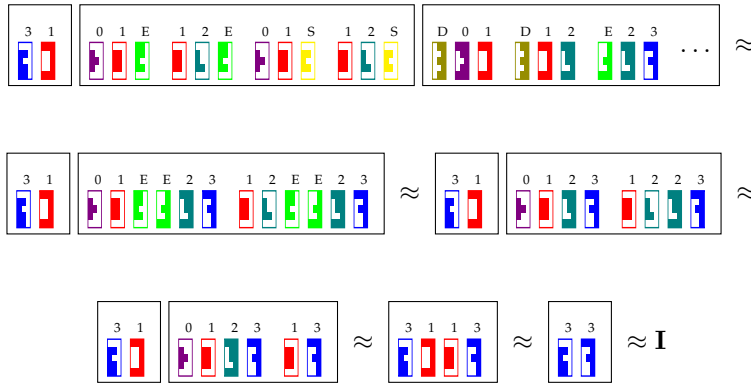 3 1 0 1 E 1 2 E 0 1 S 1 2 S D 0 1 D 1 2 E 2 3 ··· ≈
3 1 0 1 E E 2 3 1 2 E E 2 3 ≈ 3 1 0 1 2 3 1 2 2 3 ≈
3 1 0 1 2 3 1 3 ≈ 3 1 1 3 ≈ 3 3 ≈ I